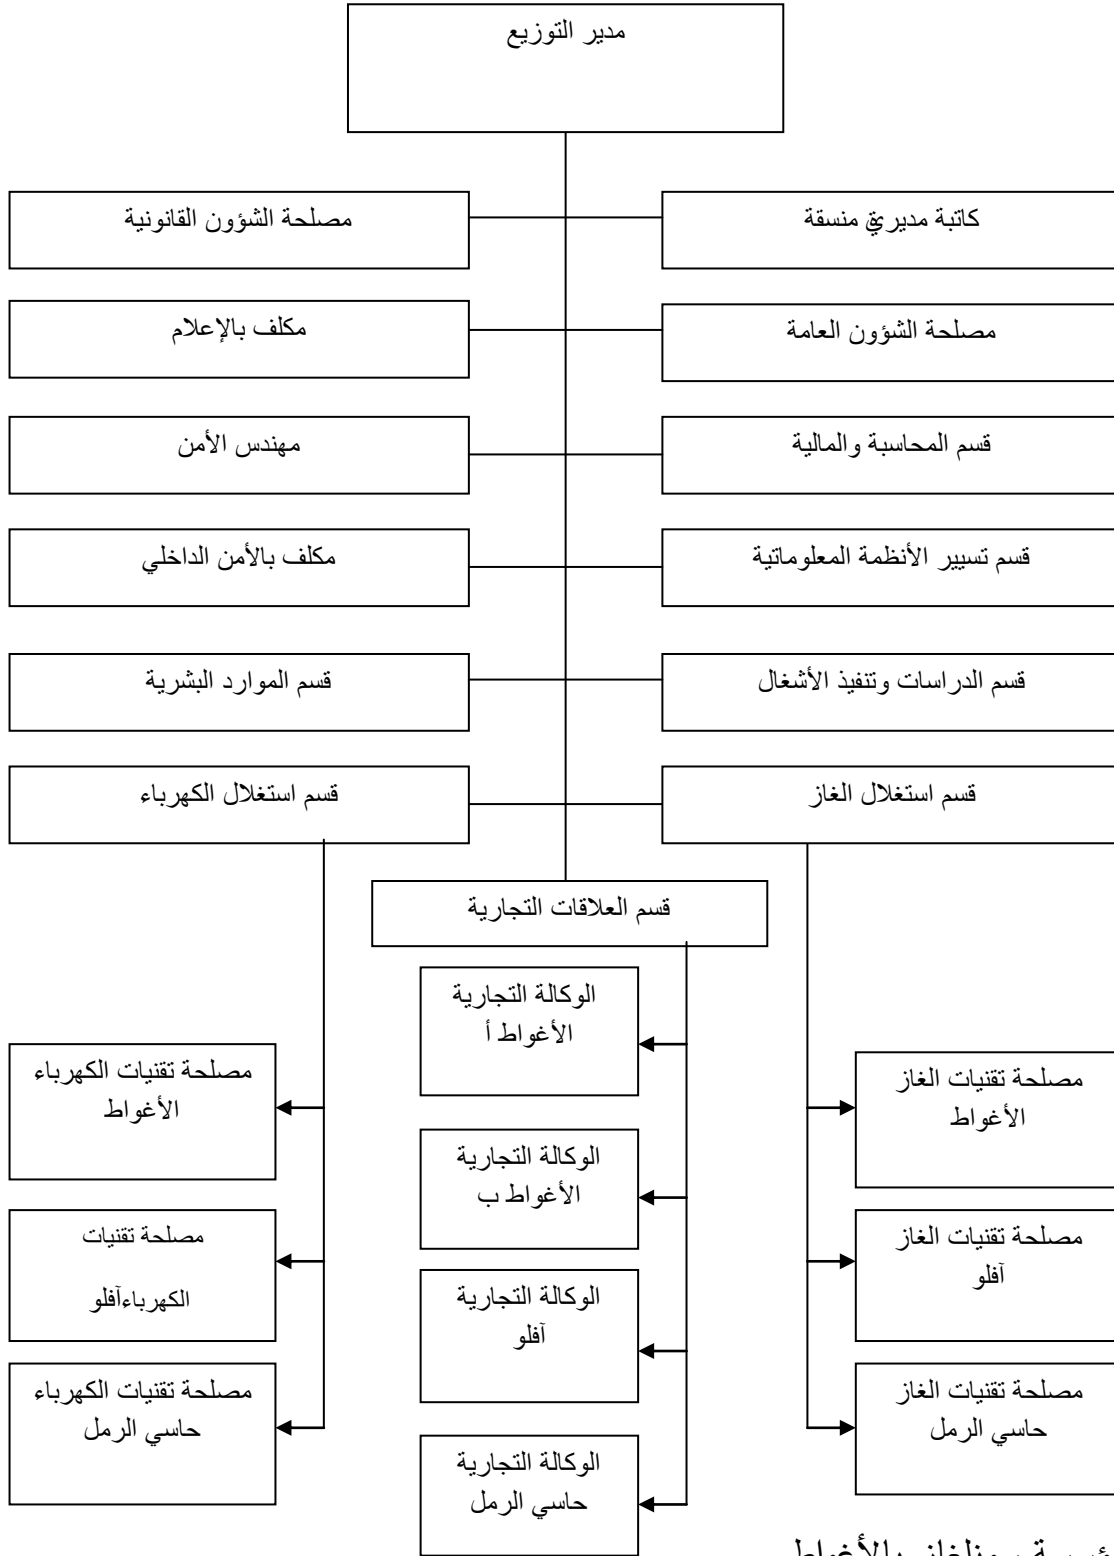 مدير التوزيع
كاتبة مديرية منسقة
مصلحة الشؤون القانونية
مصلحة الشؤون العامة
مكلف بالإعلام
قسم المحاسبة والمالية
مهندس الأمن
قسم تسيير الأنظمة المعلوماتية
مكلف بالأمن الداخلي
قسم الدراسات وتنفيذ الأشغال
قسم الموارد البشرية
قسم استغلال الغاز
قسم استغلال الكهرباء
قسم العلاقات التجارية
مصلحة تقنيات الغاز
الأغواط
مصلحة تقنيات الغاز
آفلو
مصلحة تقنيات الغاز
حاسي الرمل
الوكالة التجارية
الأغواط أ
الوكالة التجارية
الأغواط ب
الوكالة التجارية
آفلو
الوكالة التجارية
حاسي الرمل
مصلحة تقنيات الكهرباء
الأغواط
مصلحة تقنيات
الكهرباءآفلو
مصلحة تقنيات الكهرباء
حاسي الرمل
بالأغواط